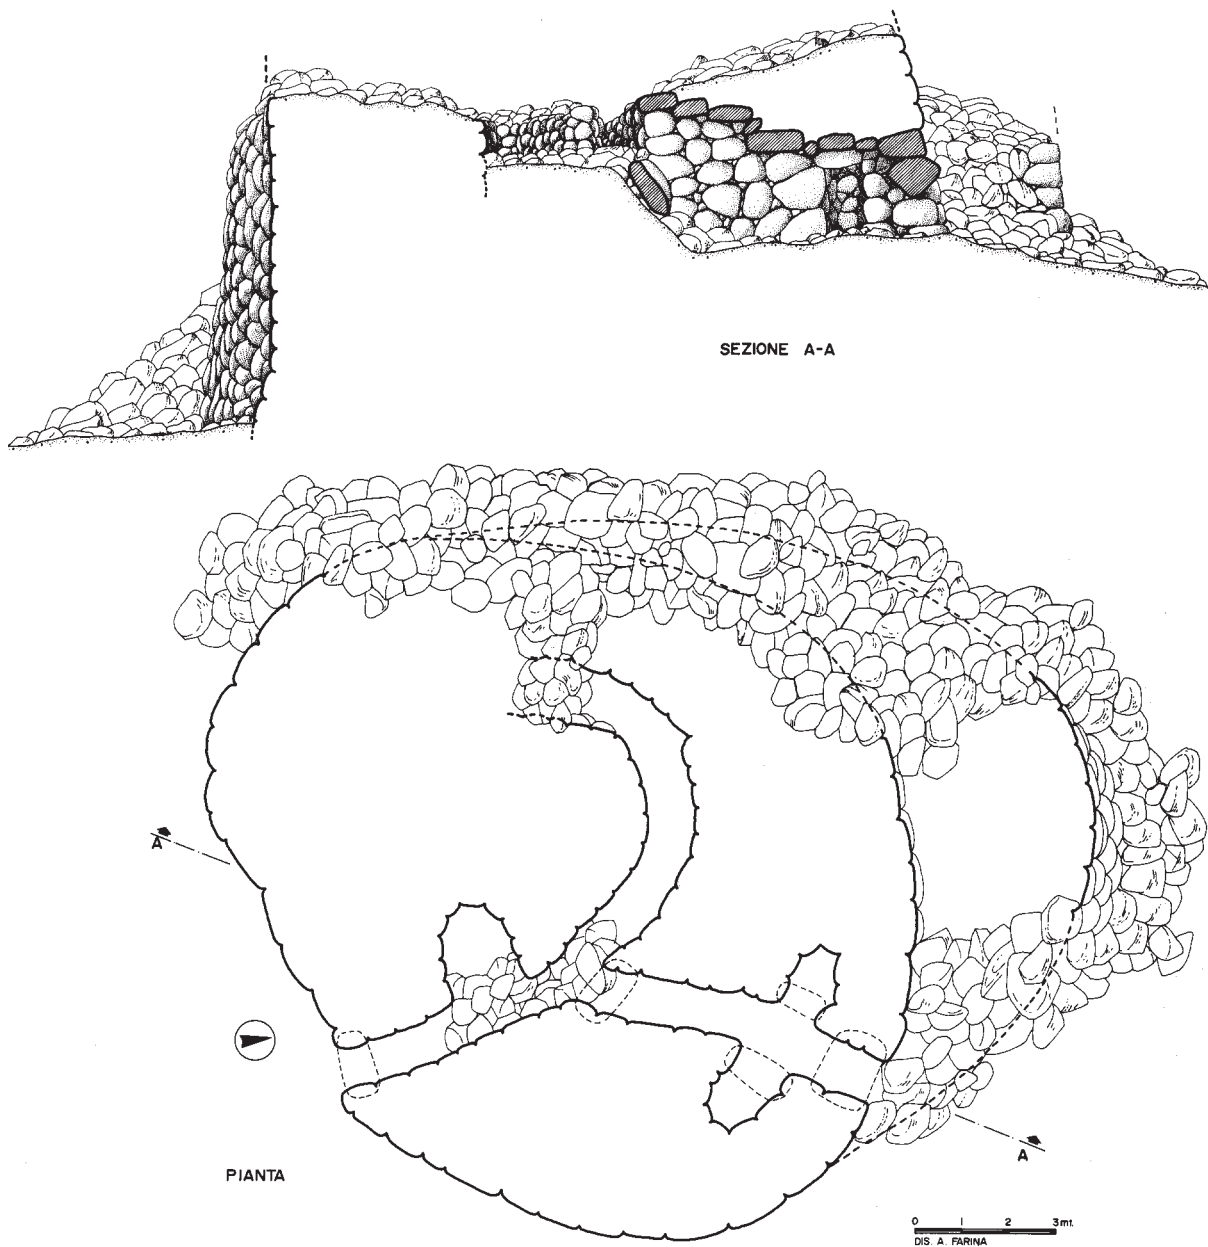 SEZIONE A-A
A
A
PIANTA
0 1 2 3 mt.
DIS. A. FARINA